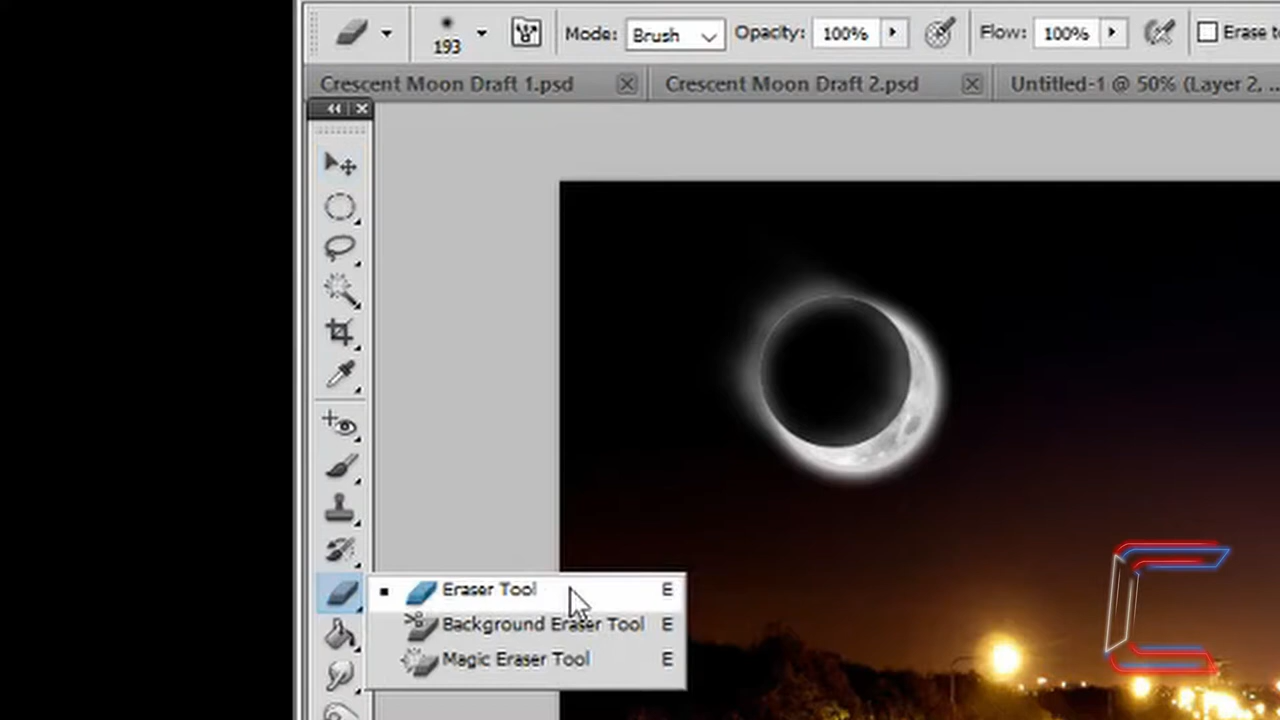 193
Mode: Brush Opacity: 100% Flow: 100% Erase to
Crescent Moon Draft 1.psd Crescent Moon Draft 2.psd Untitled-1 @ 50% (Layer 2, ...
Eraser Tool E
Background Eraser Tool E
Magic Eraser Tool E